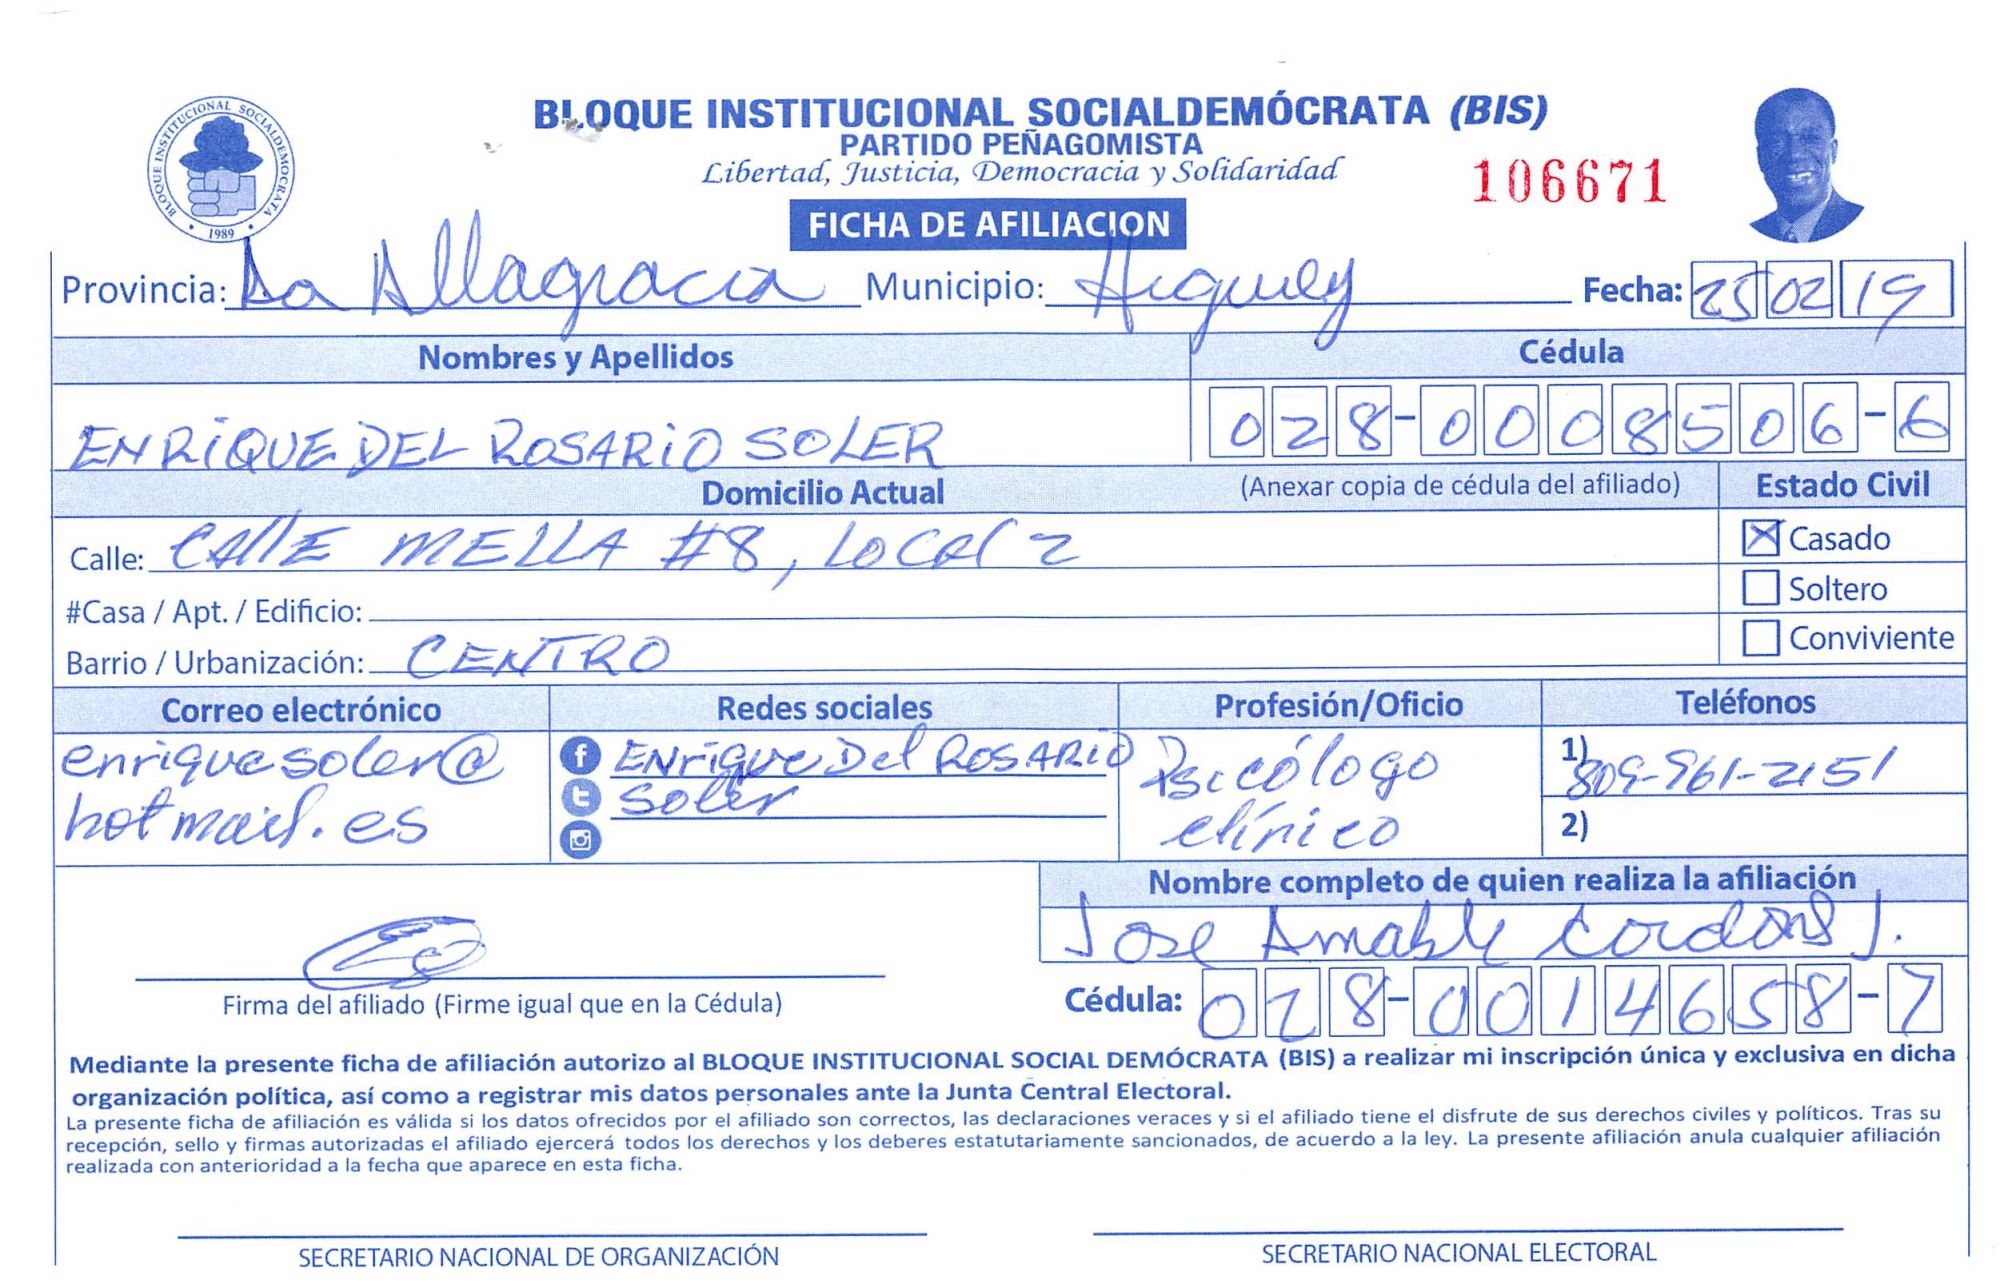 BLOQUE INSTITUCIONAL SOCIALDEMÓCRATA (BIS)
PARTIDO PEÑAGOMISTA
Libertad, Justicia, Democracia y Solidaridad
106671
BLOQUE INSTITUCIONAL SOCIALDEMOCRATA
1989
FICHA DE AFILIACION
Provincia: La Altagracia Municipio: Higuey Fecha: 25 02 19
Nombres y Apellidos Cédula
ENRIQUE DEL ROSARIO SOLER 028-0008506-6
Domicilio Actual (Anexar copia de cédula del afiliado) Estado Civil
Calle: CALLE MELLA #8, LOCAL 2 Casado
#Casa / Apt. / Edificio: Soltero
Barrio / Urbanización: CENTRO Conviviente
Correo electrónico Redes sociales Profesión/Oficio Teléfonos
enriquesoler@ ENRIQUE Del ROSARIO Psicólogo 1) 809-961-2151
hotmail.es Soler clínico 2)
Nombre completo de quien realiza la afiliación
Jose Amable J.
Firma del afiliado (Firme igual que en la Cédula) Cédula: 028-0014658-7
Mediante la presente ficha de afiliación autorizo al BLOQUE INSTITUCIONAL SOCIAL DEMÓCRATA (BIS) a realizar mi inscripción única y exclusiva en dicha
organización política, así como a registrar mis datos personales ante la Junta Central Electoral.
La presente ficha de afiliación es válida si los datos ofrecidos por el afiliado son correctos, las declaraciones veraces y si el afiliado tiene el disfrute de sus derechos civiles y políticos. Tras su
recepción, sello y firmas autorizadas el afiliado ejercerá todos los derechos y los deberes estatutariamente sancionados, de acuerdo a la ley. La presente afiliación anula cualquier afiliación
realizada con anterioridad a la fecha que aparece en esta ficha.
SECRETARIO NACIONAL DE ORGANIZACIÓN SECRETARIO NACIONAL ELECTORAL